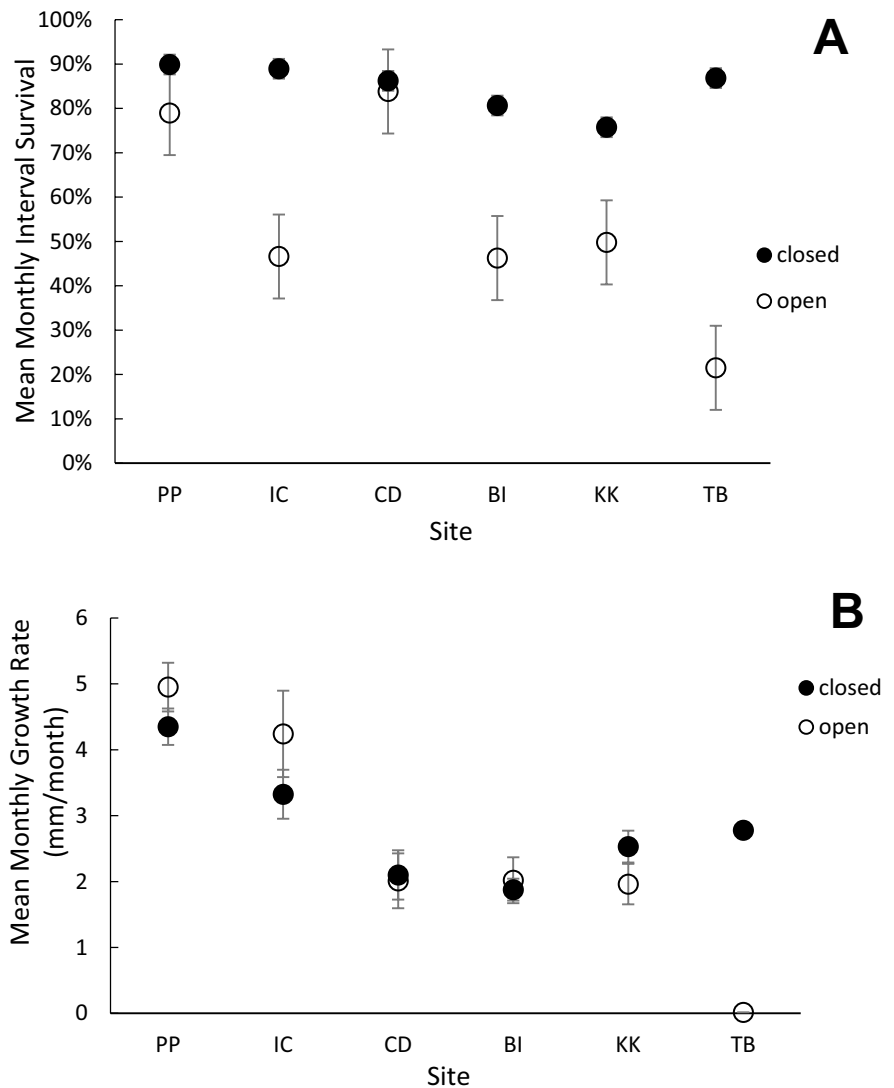 A
Mean Monthly Interval Survival
100%
90%
80%
70%
60%
50%
40%
30%
20%
10%
0%
closed
open
PP IC CD BI KK TB
Site
B
Mean Monthly Growth Rate
(mm/month)
6
5
4
3
2
1
0
closed
open
PP IC CD BI KK TB
Site